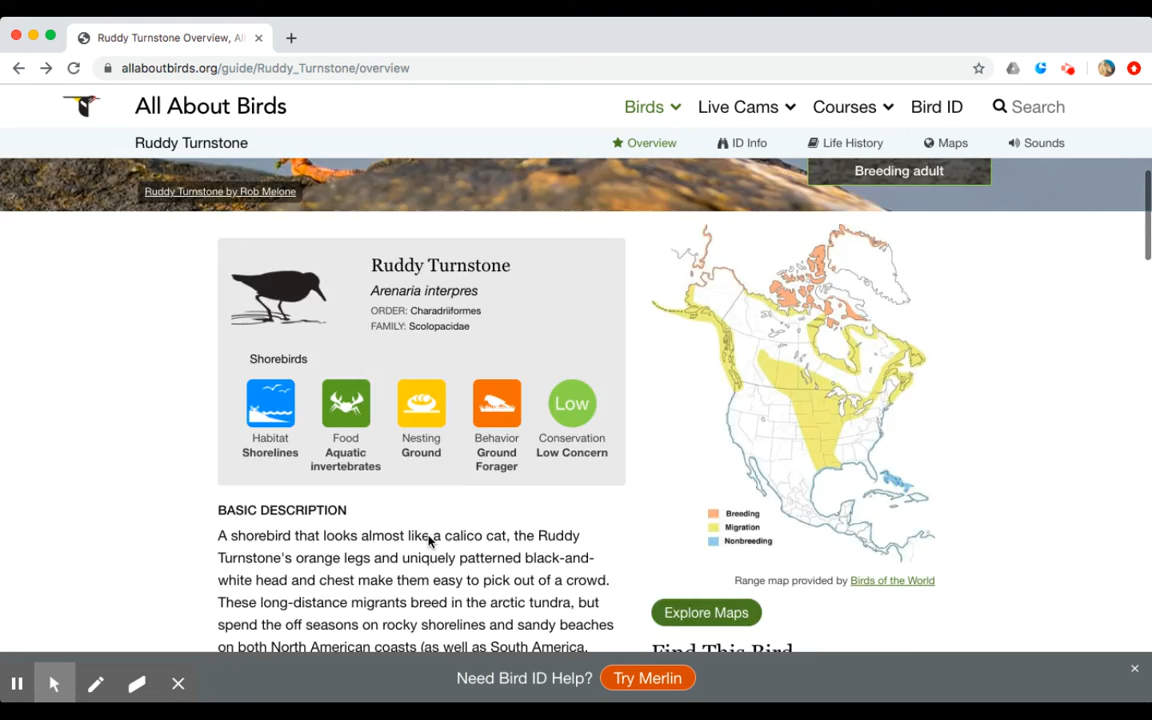 Ruddy Turnstone Overview, Al
allaboutbirds.org/guide/Ruddy_Turnstone/overview
All About Birds
Birds
Live Cams
Courses
Bird ID
Search
Ruddy Turnstone
Overview
ID Info
Life History
Maps
Sounds
Ruddy Turnstone by Rob Melone
Breeding adult
Ruddy Turnstone
Arenaria interpres
ORDER: Charadriiformes
FAMILY: Scolopacidae
Shorebirds
Low
Habitat
Shorelines
Food
Aquatic
invertebrates
Nesting
Ground
Behavior
Ground
Forager
Conservation
Low Concern
BASIC DESCRIPTION
A shorebird that looks almost like a calico cat, the Ruddy
Turnstone's orange legs and uniquely patterned black-and-
white head and chest make them easy to pick out of a crowd.
These long-distance migrants breed in the arctic tundra, but
spend the off seasons on rocky shorelines and sandy beaches
on both North American coasts (as well as South America,
Breeding
Migration
Nonbreeding
Range map provided by Birds of the World
Explore Maps
Find This Bird
Need Bird ID Help?
Try Merlin